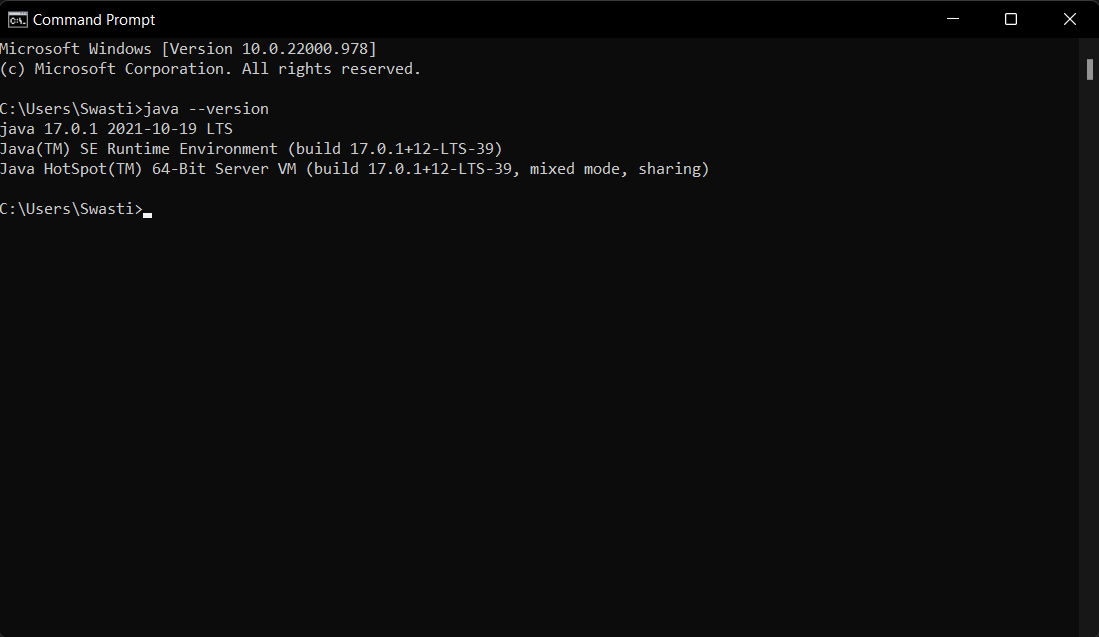 Command Prompt
Microsoft Windows [Version 10.0.22000.978]
(c) Microsoft Corporation. All rights reserved.
C:\Users\Swasti>java --version
java 17.0.1 2021-10-19 LTS
Java(TM) SE Runtime Environment (build 17.0.1+12-LTS-39)
Java HotSpot(TM) 64-Bit Server VM (build 17.0.1+12-LTS-39, mixed mode, sharing)
C:\Users\Swasti>